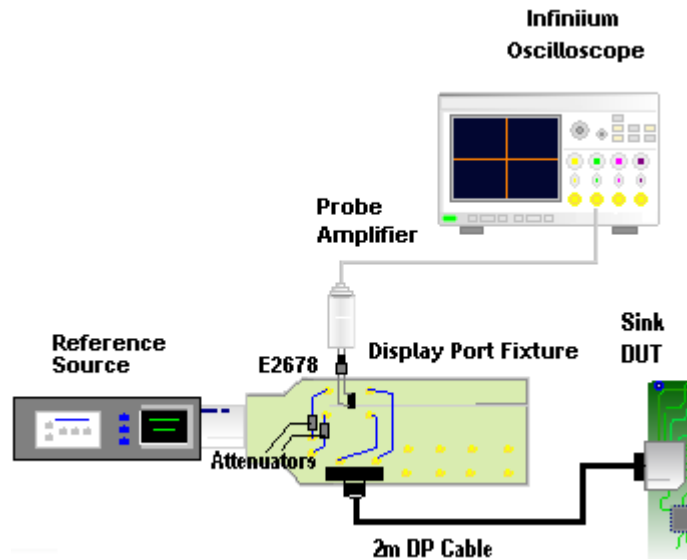 Infiniium
Oscilloscope
Probe
Amplifier
Reference
Source
E2678
Display Port Fixture
Sink
DUT
Attenuators
2m DP Cable